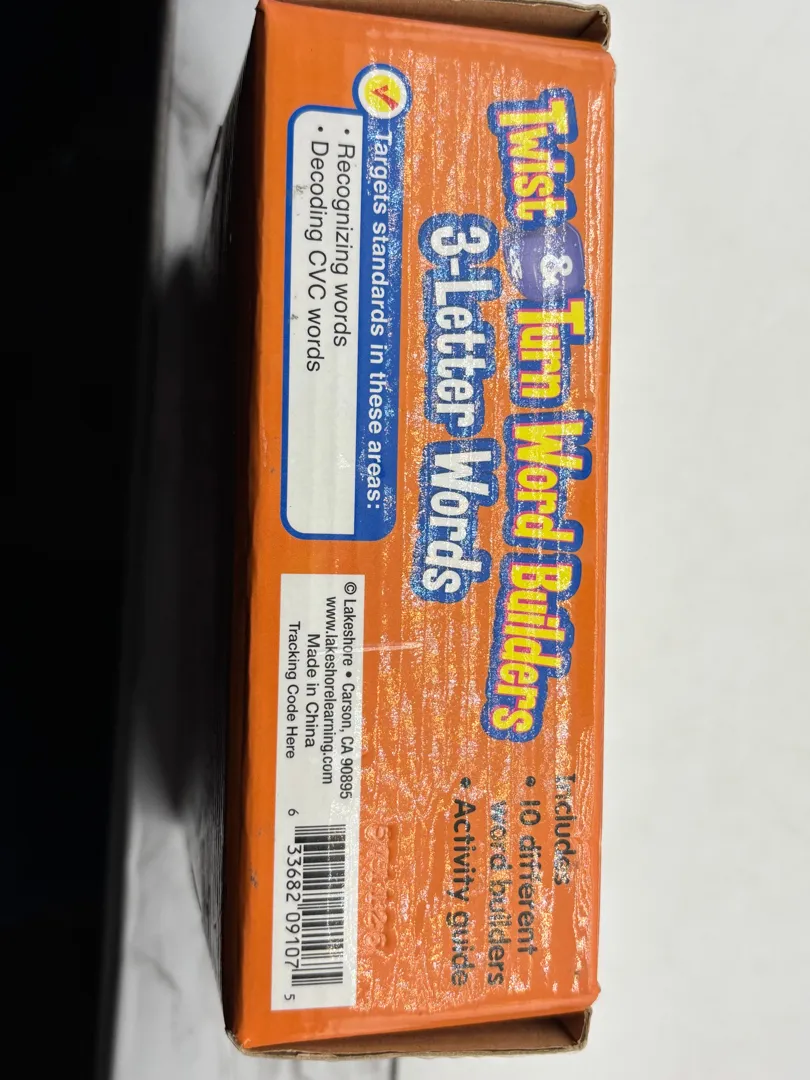 Twist & Turn Word Builders
3-Letter Words
Includes
• 10 different
word builders
• Activity guide
Targets standards in these areas:
• Recognizing words
• Decoding CVC words
© Lakeshore • Carson, CA 90895
www.lakeshorelearning.com
Made in China
Tracking Code Here
6 33682 09107 5